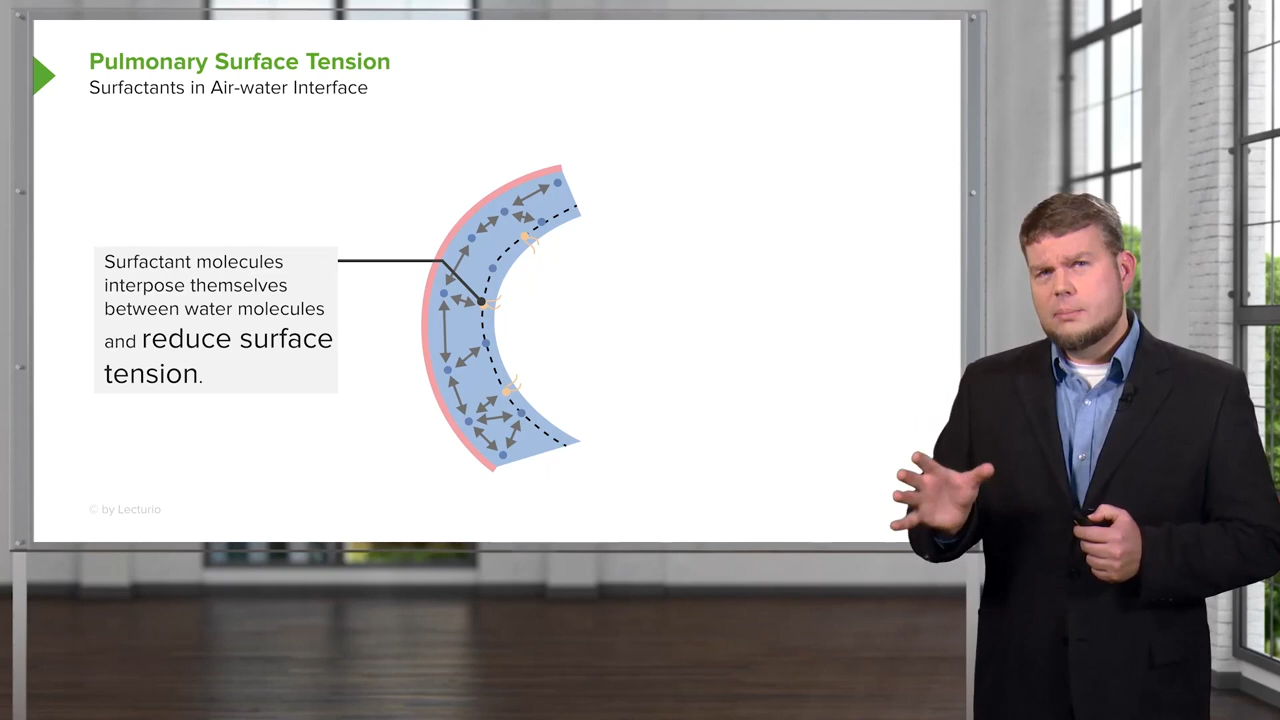 Pulmonary Surface Tension
Surfactants in Air-water Interface
Surfactant molecules
interpose themselves
between water molecules
and reduce surface
tension.
© by Lecturio